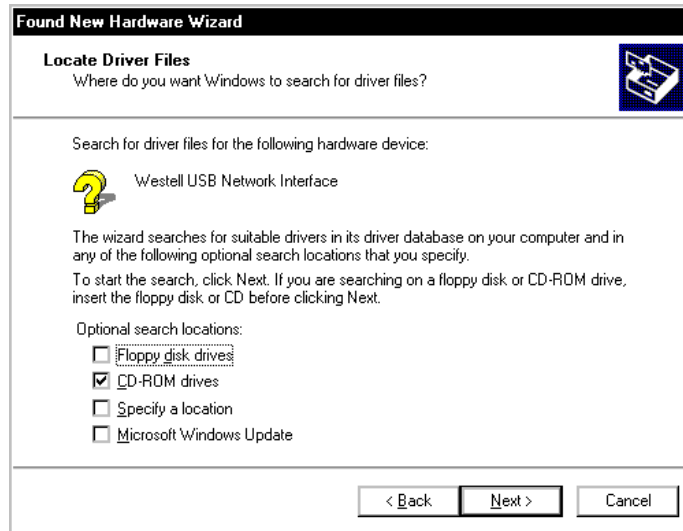 Found New Hardware Wizard
Locate Driver Files
Where do you want Windows to search for driver files?
Search for driver files for the following hardware device:
Westell USB Network Interface
The wizard searches for suitable drivers in its driver database on your computer and in
any of the following optional search locations that you specify.
To start the search, click Next. If you are searching on a floppy disk or CD-ROM drive,
insert the floppy disk or CD before clicking Next.
Optional search locations:
Floppy disk drives
CD-ROM drives
Specify a location
Microsoft Windows Update
< Back Next > Cancel